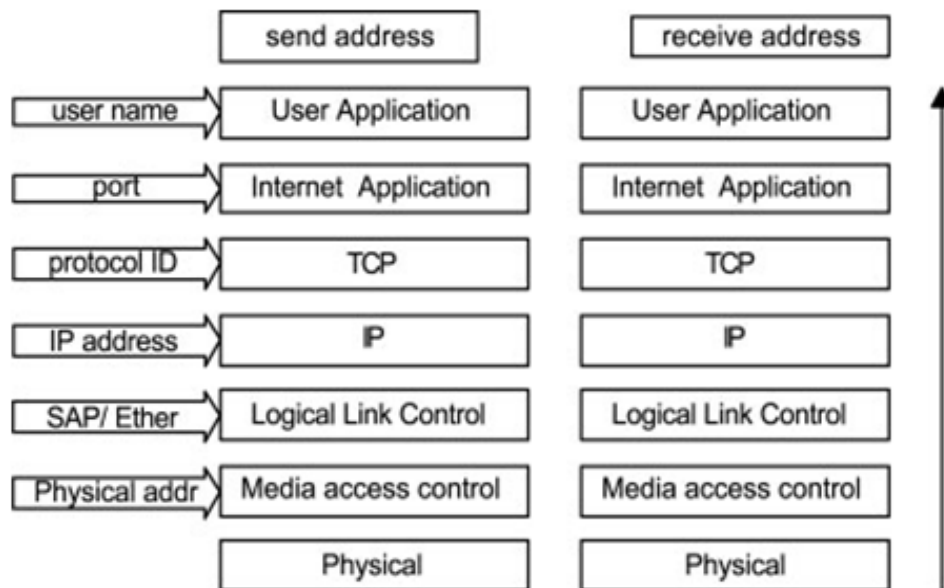 send address
receive address
user name
User Application
User Application
port
Internet Application
Internet Application
protocol ID
TCP
TCP
IP address
IP
IP
SAP/ Ether
Logical Link Control
Logical Link Control
Physical addr
Media access control
Media access control
Physical
Physical